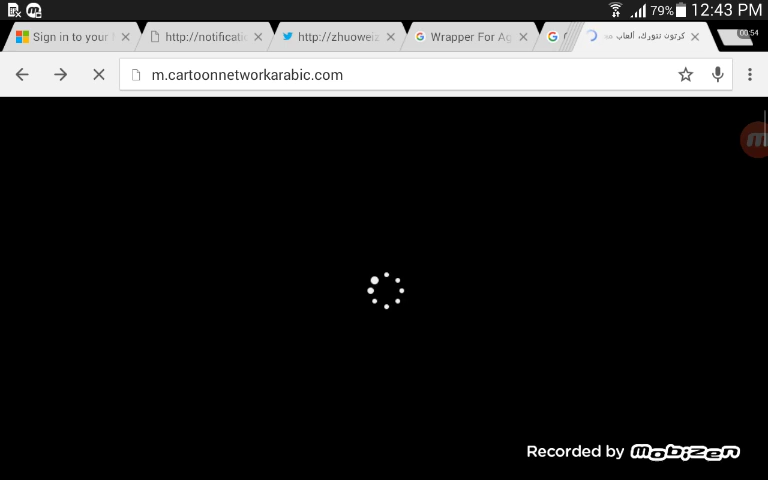 79% 12:43 PM
Sign in to your
http://notificatio
http://zhuoweiz
Wrapper For Ag
كرتون نتورك، ألعاب
00:54
m.cartoonnetworkarabic.com
Recorded by Mobizen